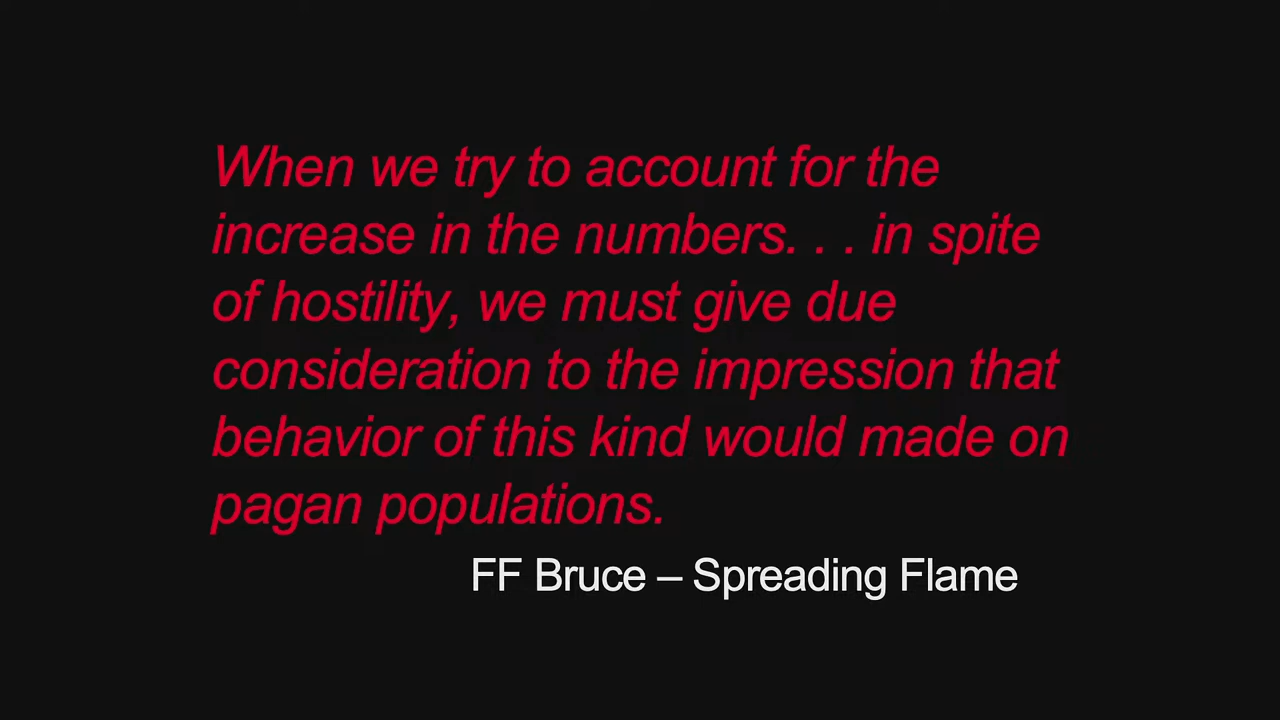 When we try to account for the
increase in the numbers. . . in spite
of hostility, we must give due
consideration to the impression that
behavior of this kind would made on
pagan populations.
FF Bruce – Spreading Flame